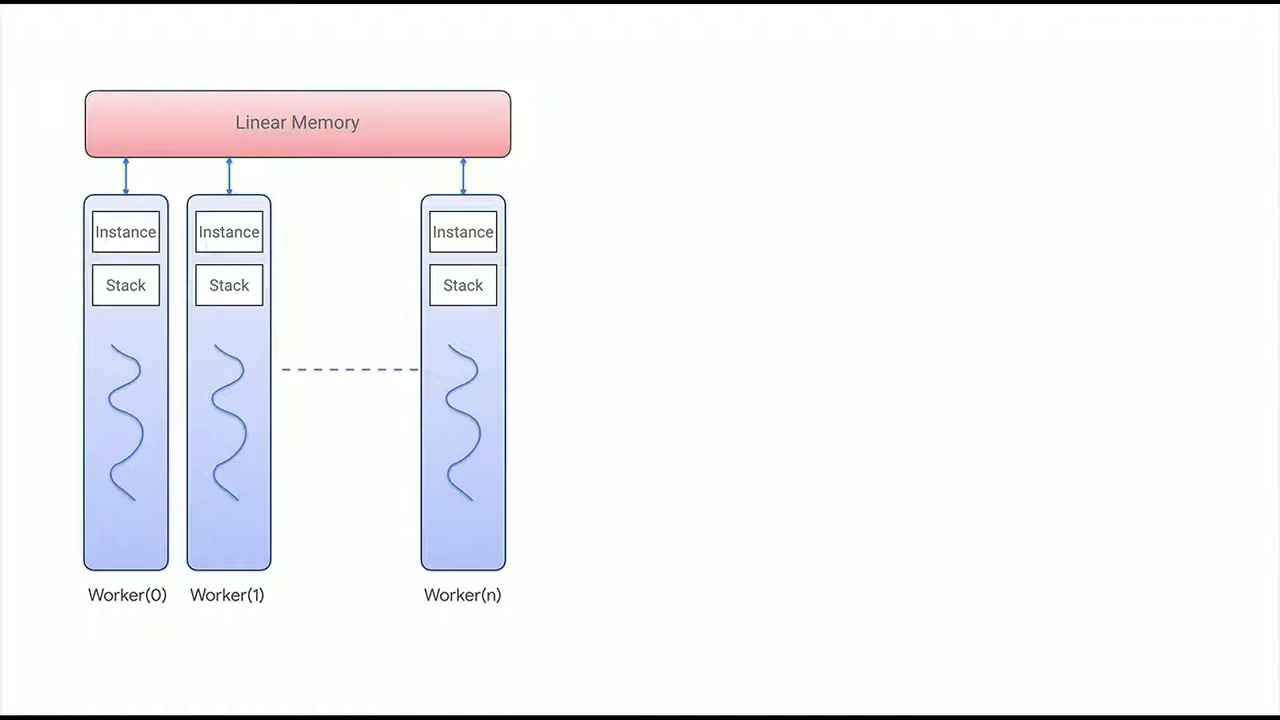 Linear Memory
Instance
Instance
Instance
Stack
Stack
Stack
Worker(0)
Worker(1)
Worker(n)